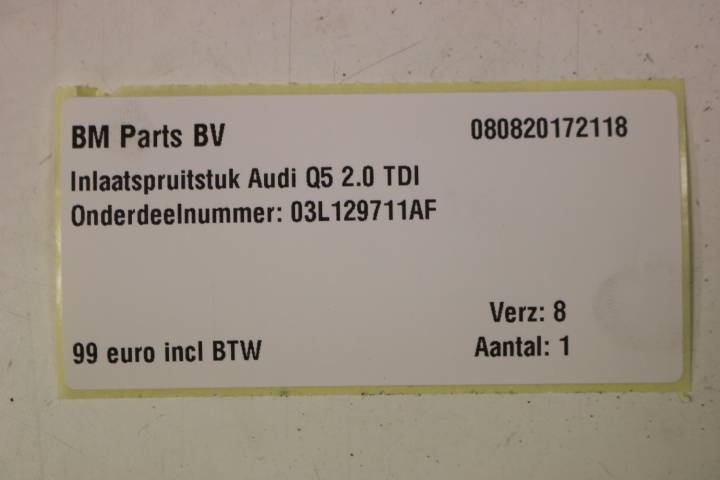 BM Parts BV 080820172118
Inlaatspruitstuk Audi Q5 2.0 TDI
Onderdeelnummer: 03L129711AF
Verz: 8
99 euro incl BTW Aantal: 1